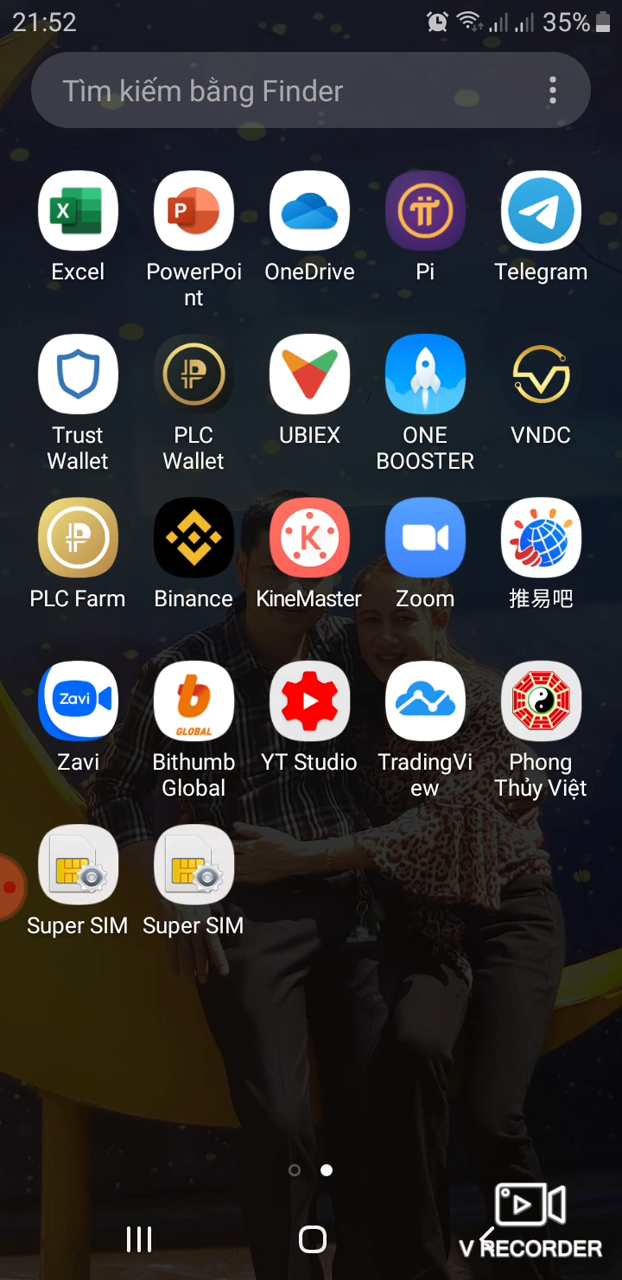 21:52
35%
Tìm kiếm bằng Finder
X
P
Excel
PowerPoi
nt
OneDrive
Pi
Telegram
Trust
Wallet
PLC
Wallet
UBIEX
ONE
BOOSTER
VNDC
K
PLC Farm
Binance
KineMaster
Zoom
推易吧
Zavi
GLOBAL
Zavi
Bithumb
Global
YT Studio
TradingVi
ew
Phong
Thủy Việt
Super SIM
Super SIM
V RECORDER